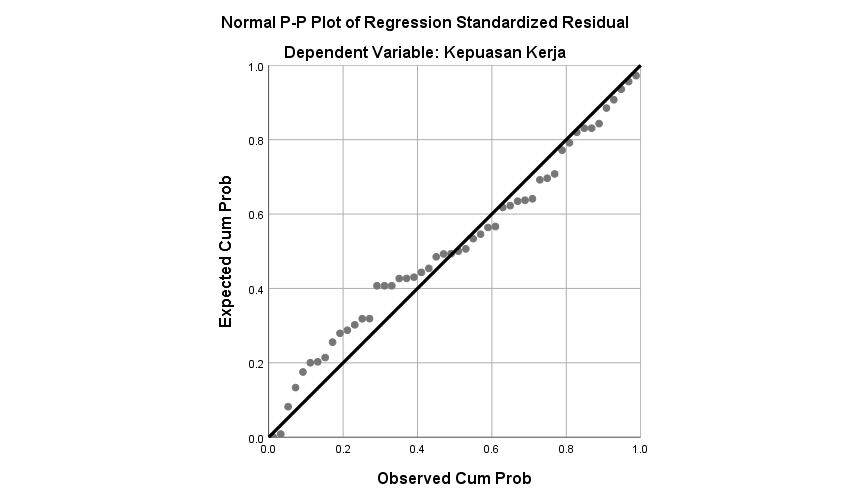 Normal P-P Plot of Regression Standardized Residual
Dependent Variable: Kepuasan Kerja
Expected Cum Prob
1.0
0.8
0.6
0.4
0.2
0.0
0.0 0.2 0.4 0.6 0.8 1.0
Observed Cum Prob